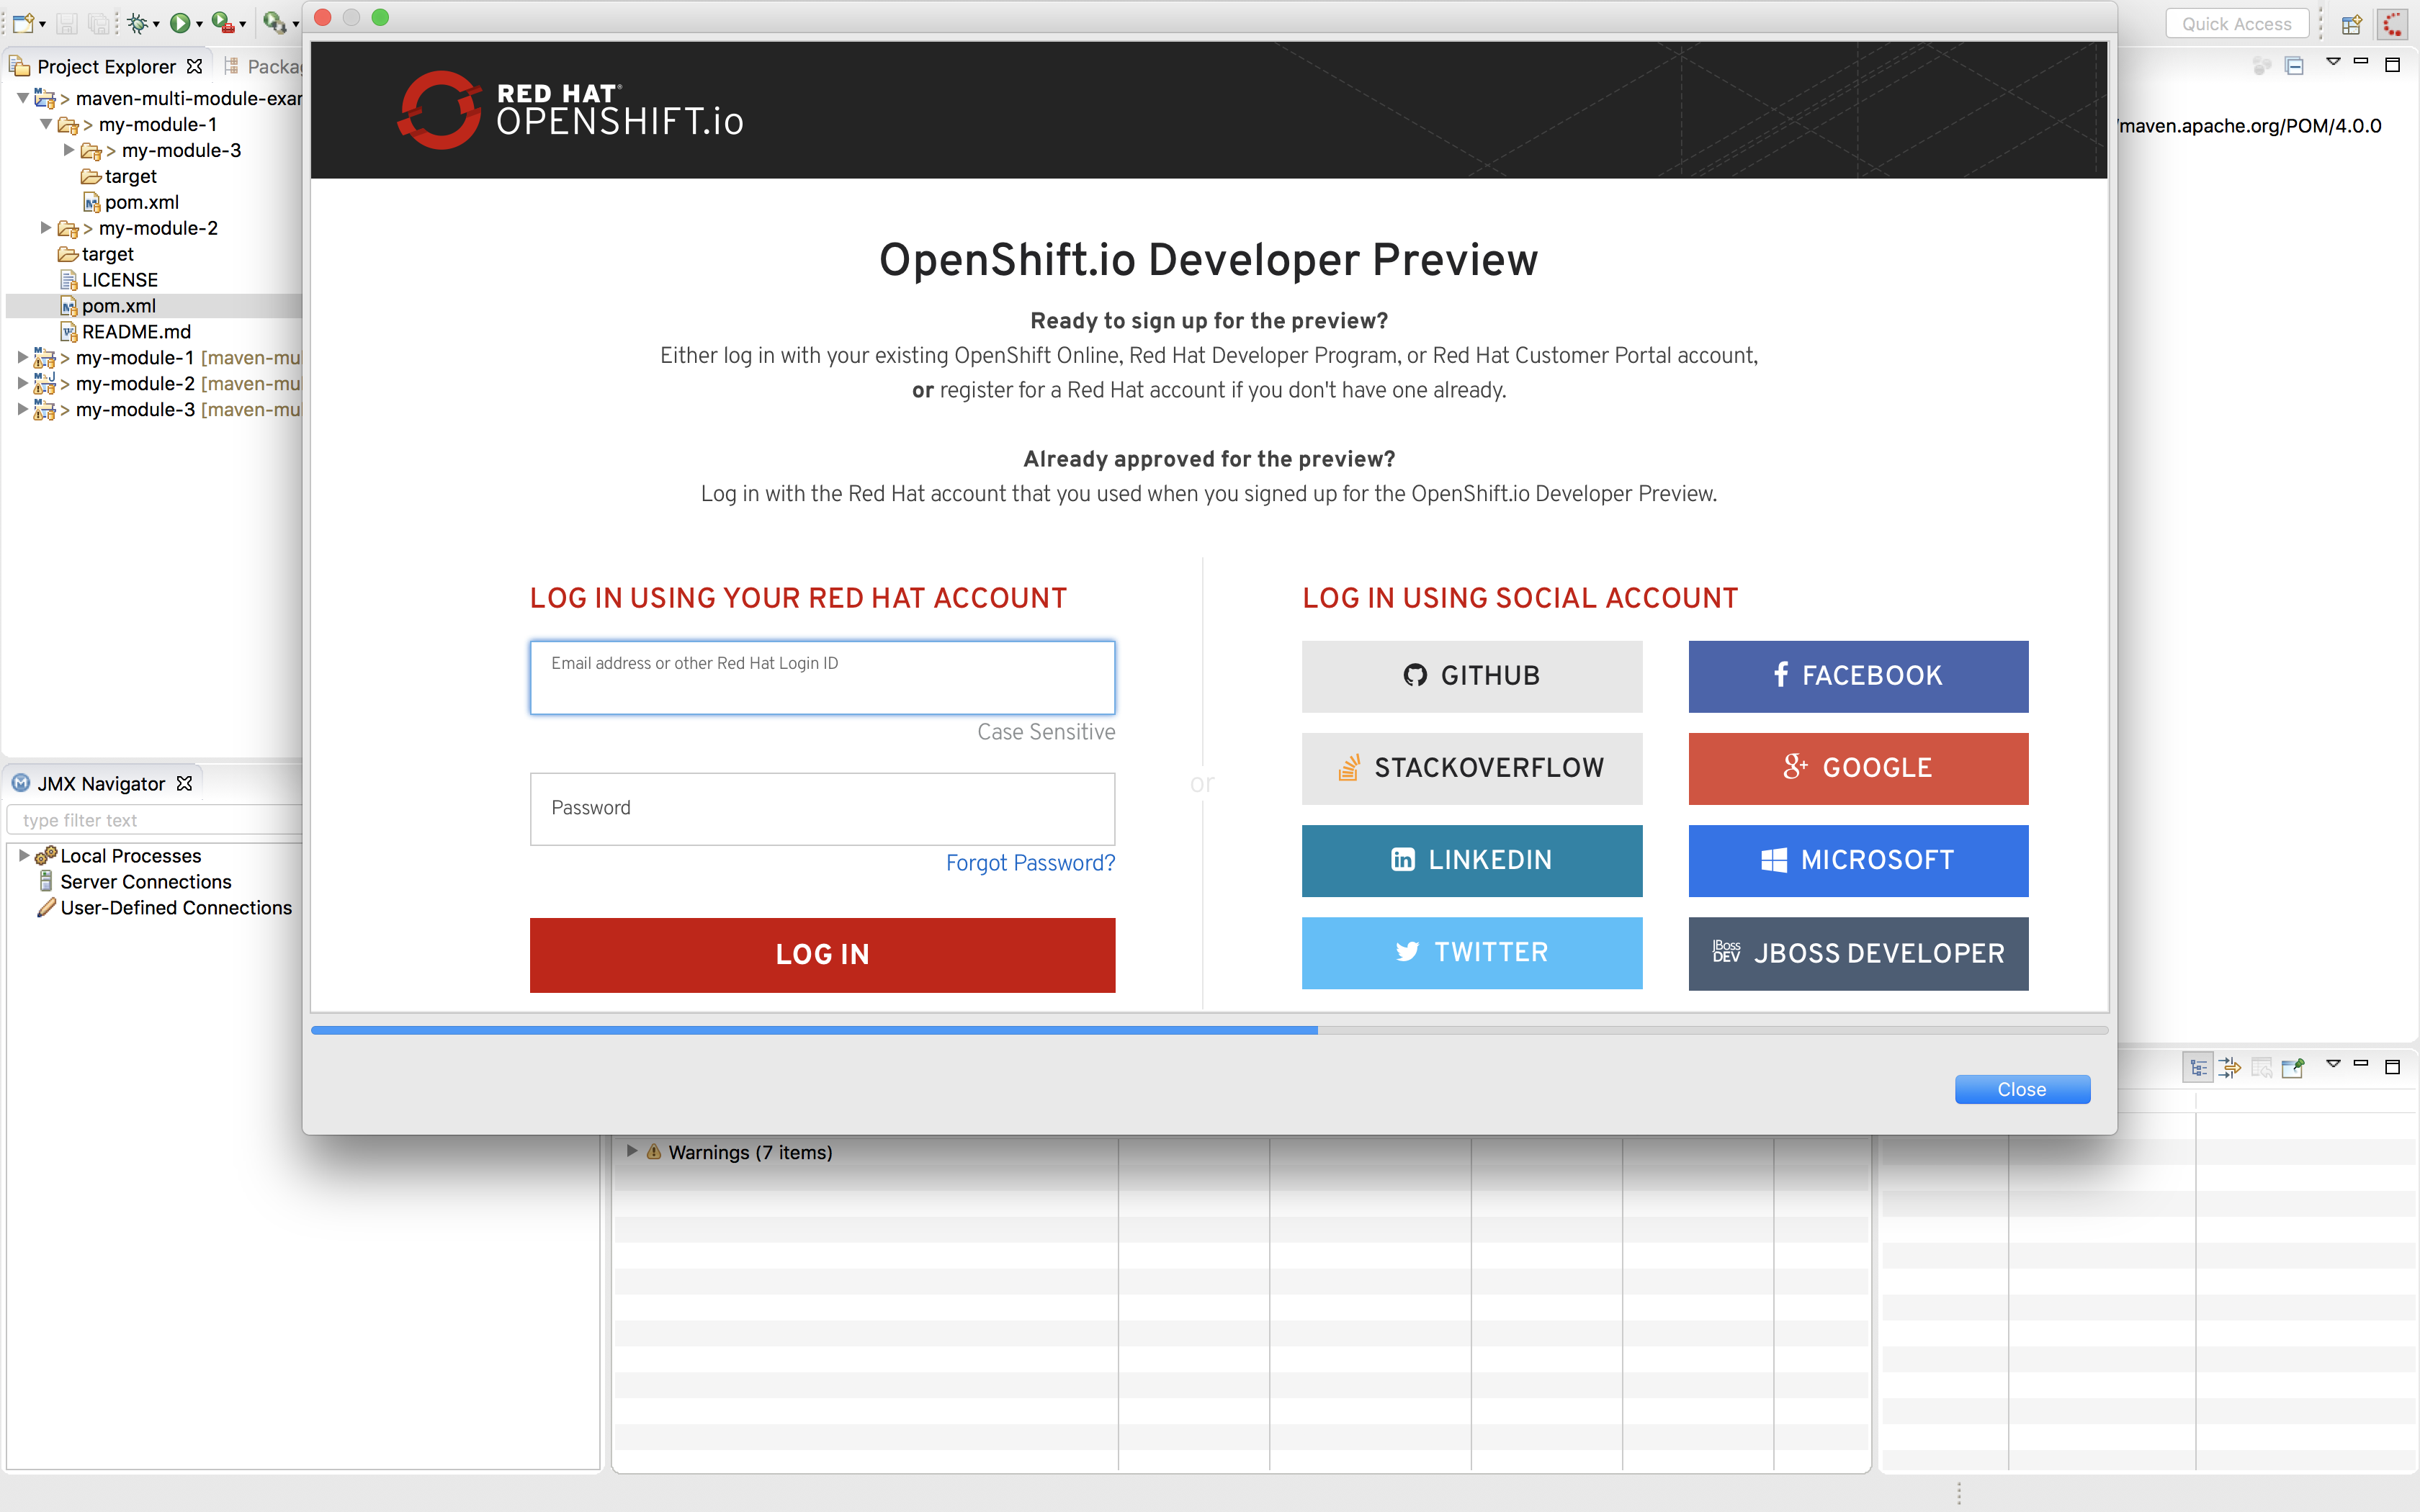 Quick Access
Project Explorer
Packa
maven-multi-module-exar
> my-module-1
> my-module-3
target
pom.xml
> my-module-2
target
LICENSE
pom.xml
README.md
> my-module-1 [maven-mu
> my-module-2 [maven-mu
> my-module-3 [maven-mu
/maven.apache.org/POM/4.0.0
RED HAT®
OPENSHIFT.io
OpenShift.io Developer Preview
Ready to sign up for the preview?
Either log in with your existing OpenShift Online, Red Hat Developer Program, or Red Hat Customer Portal account,
or register for a Red Hat account if you don't have one already.
Already approved for the preview?
Log in with the Red Hat account that you used when you signed up for the OpenShift.io Developer Preview.
LOG IN USING YOUR RED HAT ACCOUNT
Email address or other Red Hat Login ID
Case Sensitive
Password
Forgot Password?
LOG IN
or
LOG IN USING SOCIAL ACCOUNT
GITHUB
FACEBOOK
STACKOVERFLOW
GOOGLE
LINKEDIN
MICROSOFT
TWITTER
JBoss DEV JBOSS DEVELOPER
Close
JMX Navigator
type filter text
Local Processes
Server Connections
User-Defined Connections
Warnings (7 items)